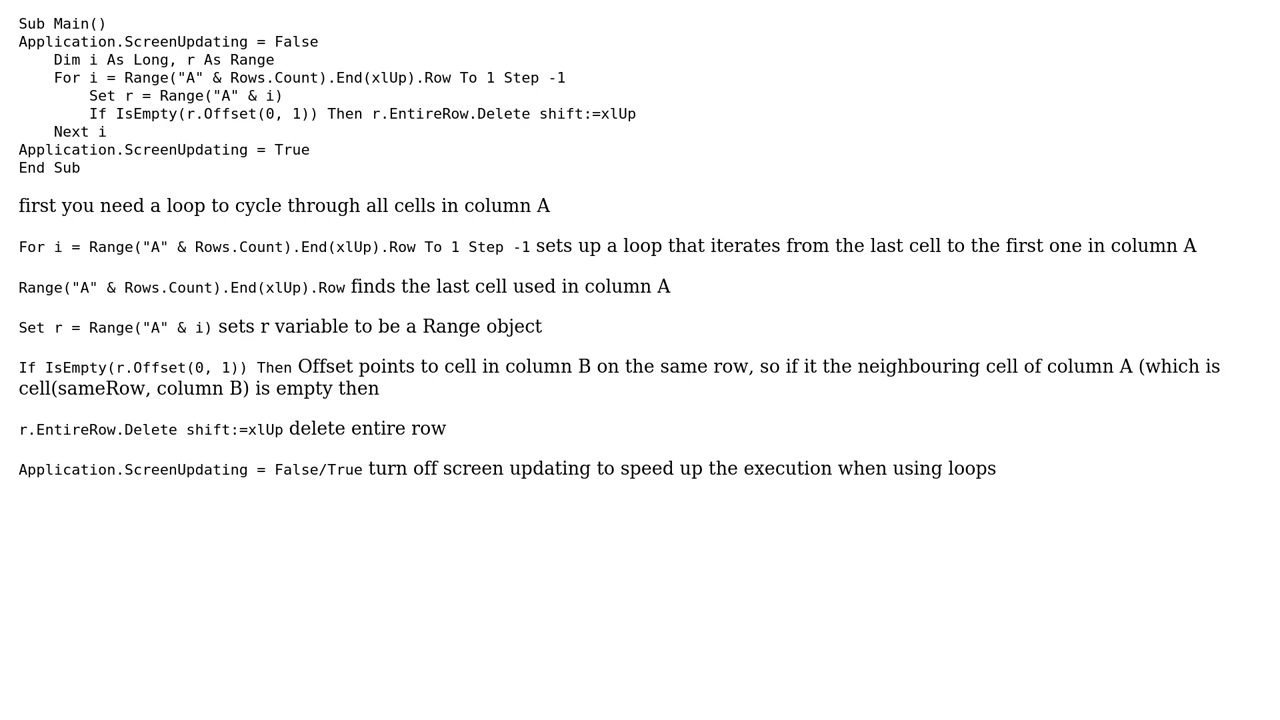 Sub Main()
Application.ScreenUpdating = False
    Dim i As Long, r As Range
    For i = Range("A" & Rows.Count).End(xlUp).Row To 1 Step -1
        Set r = Range("A" & i)
        If IsEmpty(r.Offset(0, 1)) Then r.EntireRow.Delete shift:=xlUp
    Next i
Application.ScreenUpdating = True
End Sub
first you need a loop to cycle through all cells in column A
For i = Range("A" & Rows.Count).End(xlUp).Row To 1 Step -1 sets up a loop that iterates from the last cell to the first one in column A
Range("A" & Rows.Count).End(xlUp).Row finds the last cell used in column A
Set r = Range("A" & i) sets r variable to be a Range object
If IsEmpty(r.Offset(0, 1)) Then Offset points to cell in column B on the same row, so if it the neighbouring cell of column A (which is
cell(sameRow, column B) is empty then
r.EntireRow.Delete shift:=xlUp delete entire row
Application.ScreenUpdating = False/True turn off screen updating to speed up the execution when using loops